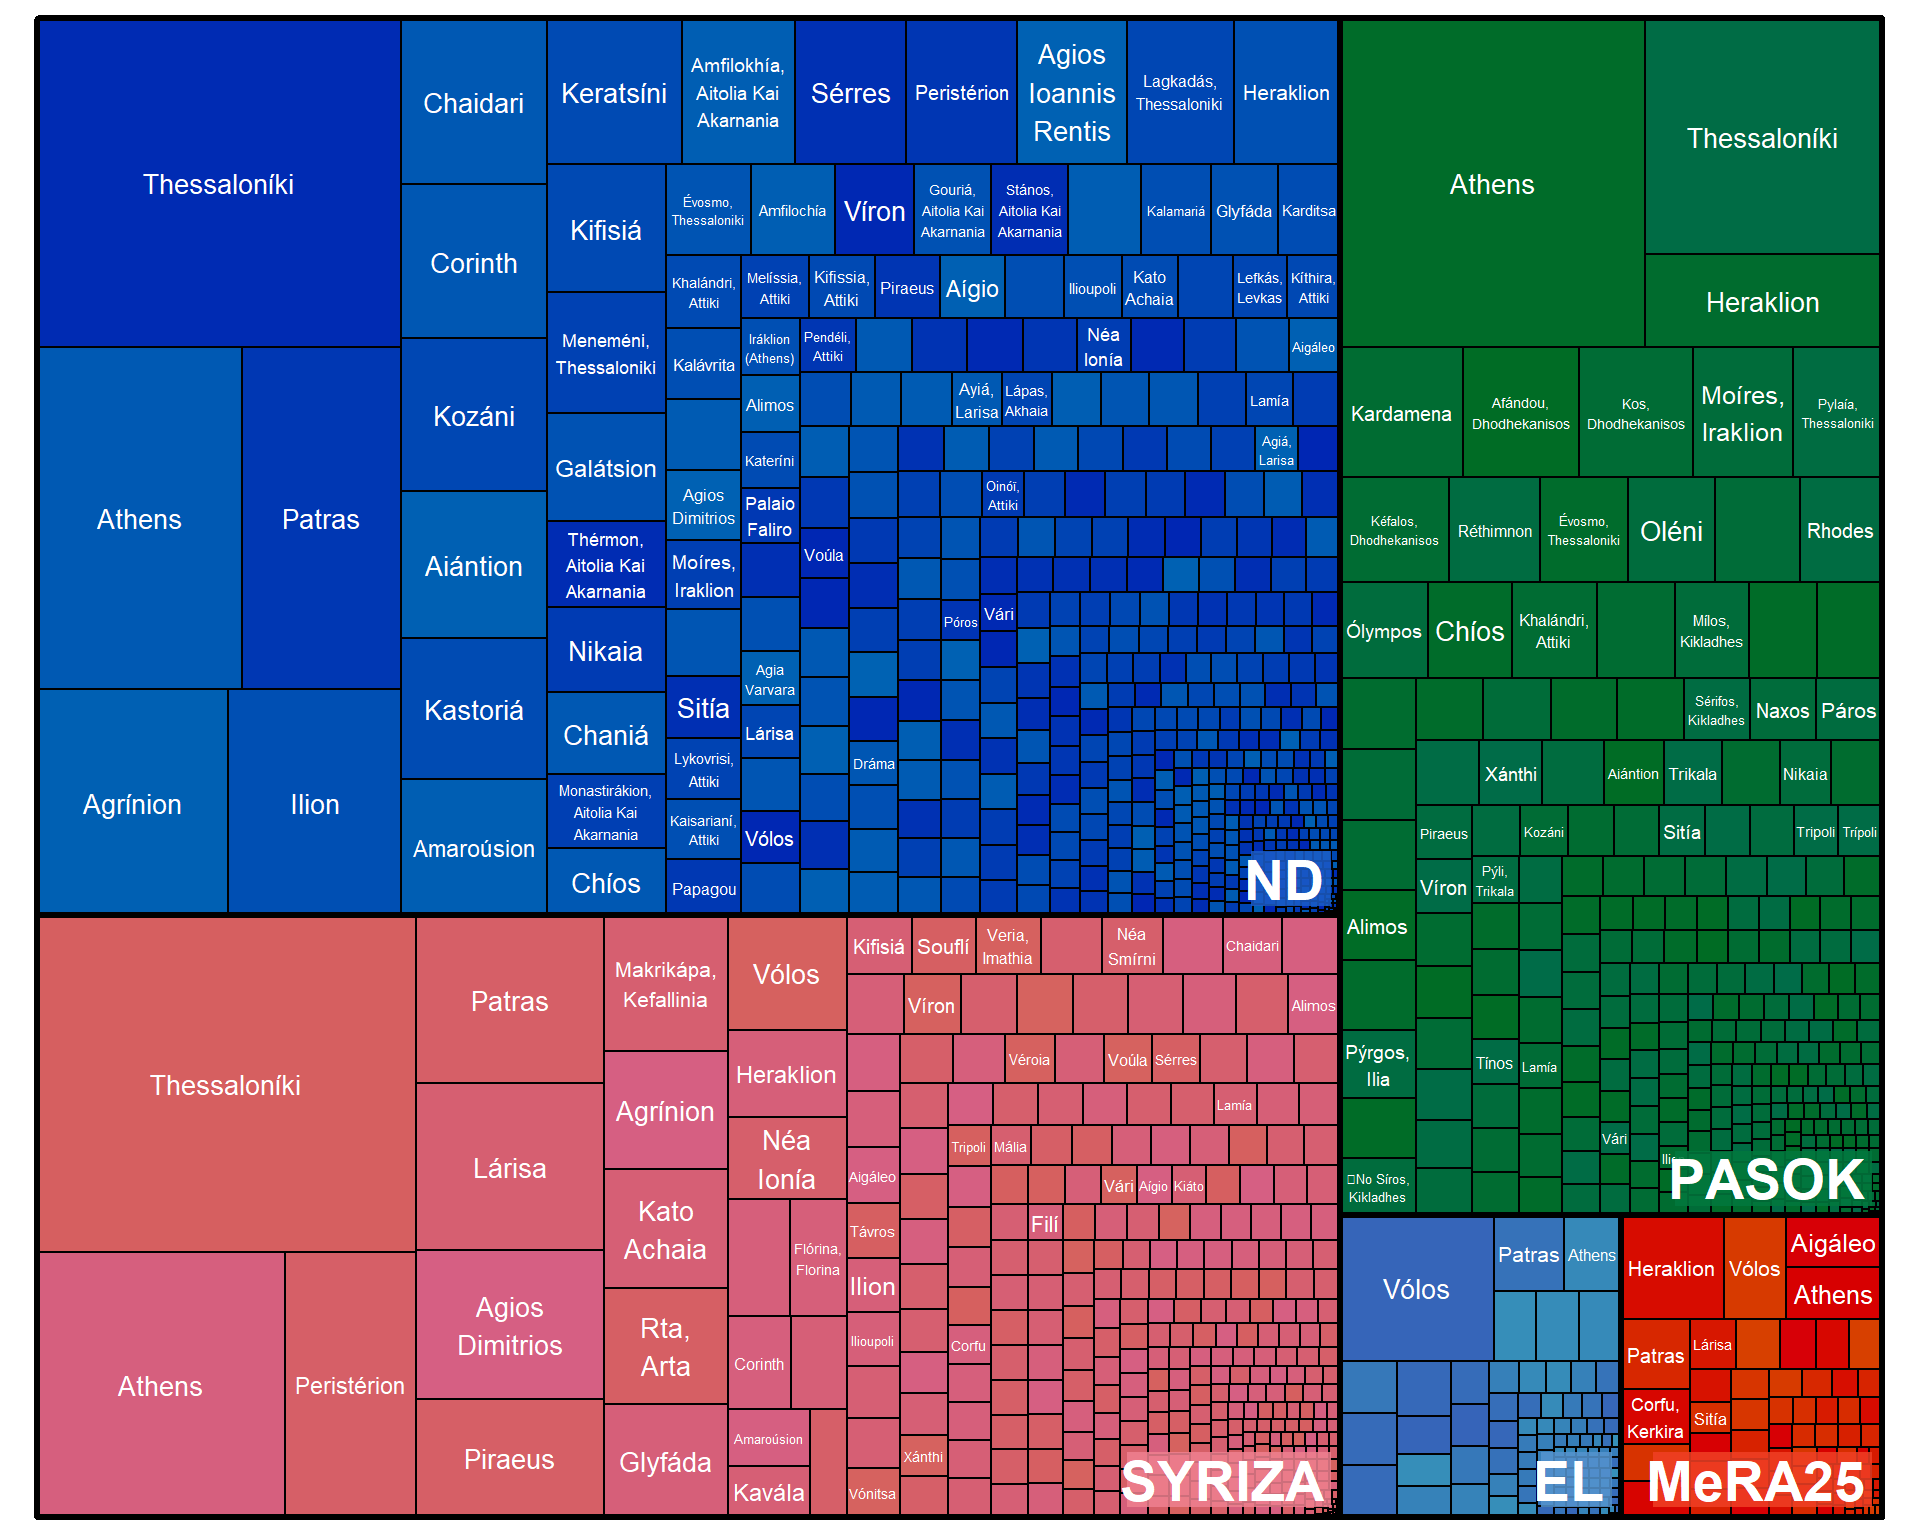 Thessaloníki
Athens
Patras
Agrínion
Ilion
Chaidari
Corinth
Kozáni
Aiántion
Kastoriá
Amaroúsion
Keratsíni
Amfilokhía,
Aitolia Kai
Akarnania
Sérres
Peristérion
Agios
Ioannis
Rentis
Lagkadás,
Thessaloniki
Heraklion
Kifisiá
Meneméni,
Thessaloniki
Galátsion
Thérmon,
Aitolia Kai
Akarnania
Nikaia
Chaniá
Monastirákion,
Aitolia Kai
Akarnania
Chíos
Évosmo,
Thessaloniki
Amfilochía
Víron
Gouriá,
Aitolia Kai
Akarnania
Stános,
Aitolia Kai
Akarnania
Kalamariá
Glyfáda
Karditsa
Khalándri,
Attiki
Kalávrita
Agios
Dimitrios
Moíres,
Iraklion
Sitía
Lykovrisi,
Attiki
Kaisarianí,
Attiki
Papagou
Melíssia,
Attiki
Kifissia,
Attiki
Piraeus
Aígio
Ilioupoli
Kato
Achaia
Lefkás,
Levkas
Kíthira,
Attiki
Iráklion
(Athens)
Pendéli,
Attiki
Néa
Ionía
Aigáleo
Alimos
Kateríni
Palaio
Faliro
Agia
Varvara
Lárisa
Vólos
Ayiá,
Larisa
Lápas,
Akhaia
Lamía
Agiá,
Larisa
Oinóï,
Attiki
Voúla
Póros
Vári
Dráma
ND
Athens
Thessaloníki
Heraklion
Kardamena
Afándou,
Dhodhekanisos
Kos,
Dhodhekanisos
Moíres,
Iraklion
Pylaía,
Thessaloniki
Kéfalos,
Dhodhekanisos
Réthimnon
Évosmo,
Thessaloniki
Oléni
Rhodes
Ólympos
Chíos
Khalándri,
Attiki
Mílos,
Kikladhes
Sérifos,
Kikladhes
Naxos
Páros
Xánthi
Aiántion
Trikala
Nikaia
Piraeus
Kozáni
Sitía
Tripoli
Trípoli
Víron
Pýli,
Trikala
Alimos
Pýrgos,
Ilia
Tínos
Lamía
Vári
No Síros,
Kikladhes
PASOK
Thessaloníki
Athens
Peristérion
Patras
Lárisa
Agios
Dimitrios
Piraeus
Makrikápa,
Kefallinia
Agrínion
Kato
Achaia
Rta,
Arta
Glyfáda
Vólos
Heraklion
Néa
Ionía
Flórina,
Florina
Corinth
Amaroúsion
Kavála
Kifisiá
Souflí
Veria,
Imathia
Néa
Smírni
Chaidari
Víron
Alimos
Véroia
Voúla
Sérres
Lamía
Tripoli
Mália
Aigáleo
Vári
Aígio
Kiáto
Távros
Filí
Ilion
Ilioupoli
Corfu
Xánthi
Vónitsa
SYRIZA
Vólos
Patras
Athens
EL
Heraklion
Vólos
Aigáleo
Athens
Patras
Lárisa
Corfu,
Kerkira
Sitía
MeRA25